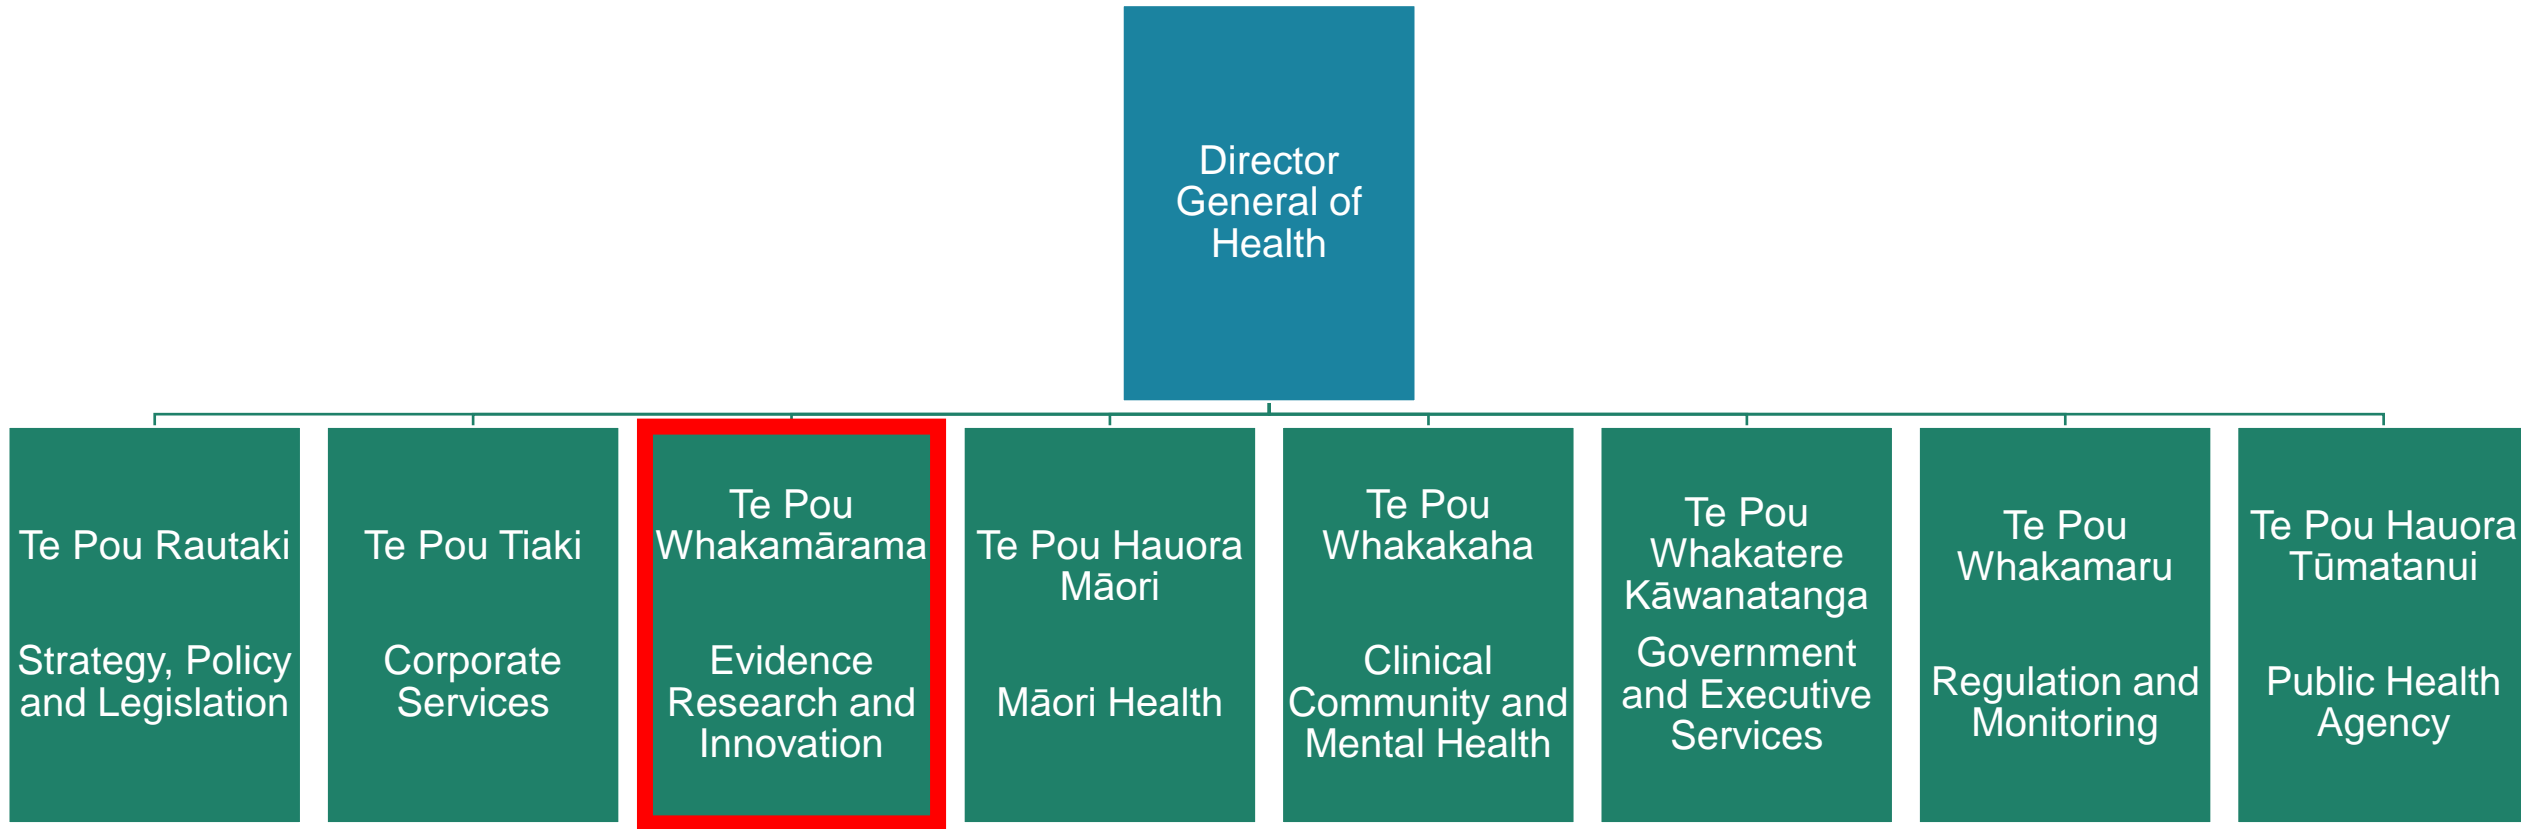 Director
General of
Health
Te Pou Rautaki
Strategy, Policy
and Legislation
Te Pou Tiaki
Corporate
Services
Te Pou
Whakamārama
Evidence
Research and
Innovation
Te Pou Hauora
Māori
Māori Health
Te Pou
Whakakaha
Clinical
Community and
Mental Health
Te Pou
Whakatere
Kāwanatanga
Government
and Executive
Services
Te Pou
Whakamaru
Regulation and
Monitoring
Te Pou Hauora
Tūmatanui
Public Health
Agency